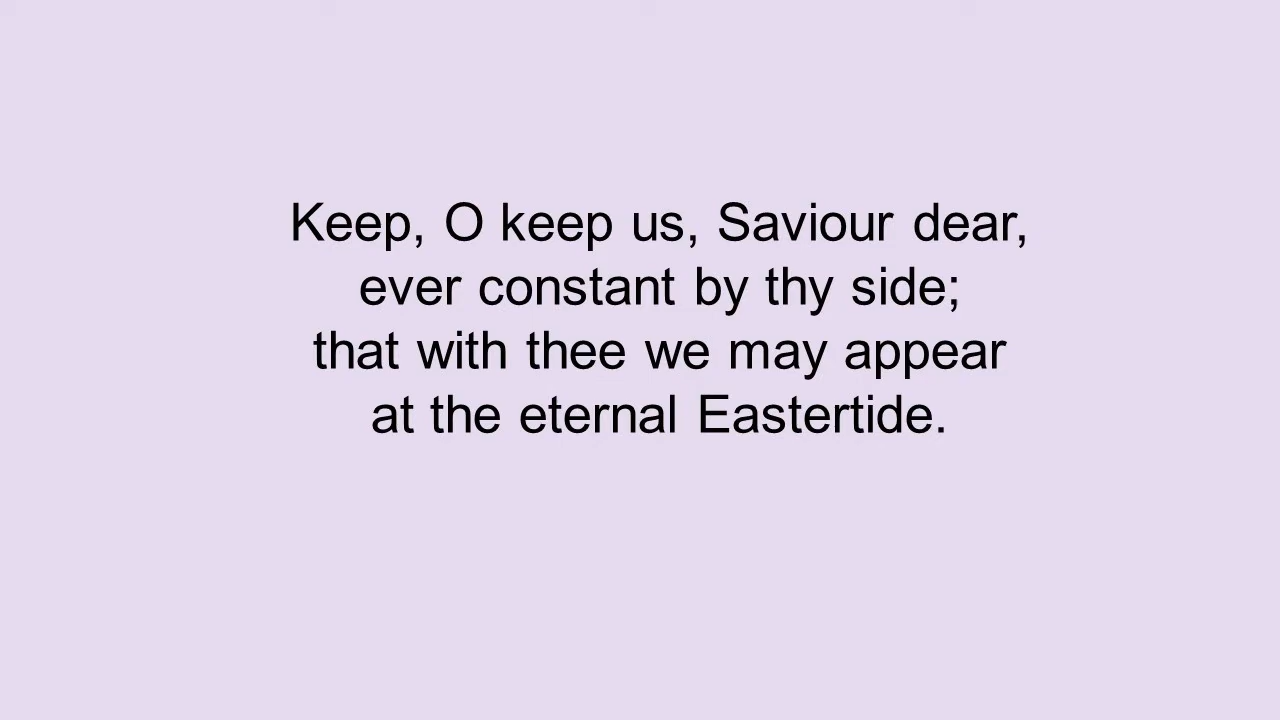 Keep, O keep us, Saviour dear,
ever constant by thy side;
that with thee we may appear
at the eternal Eastertide.